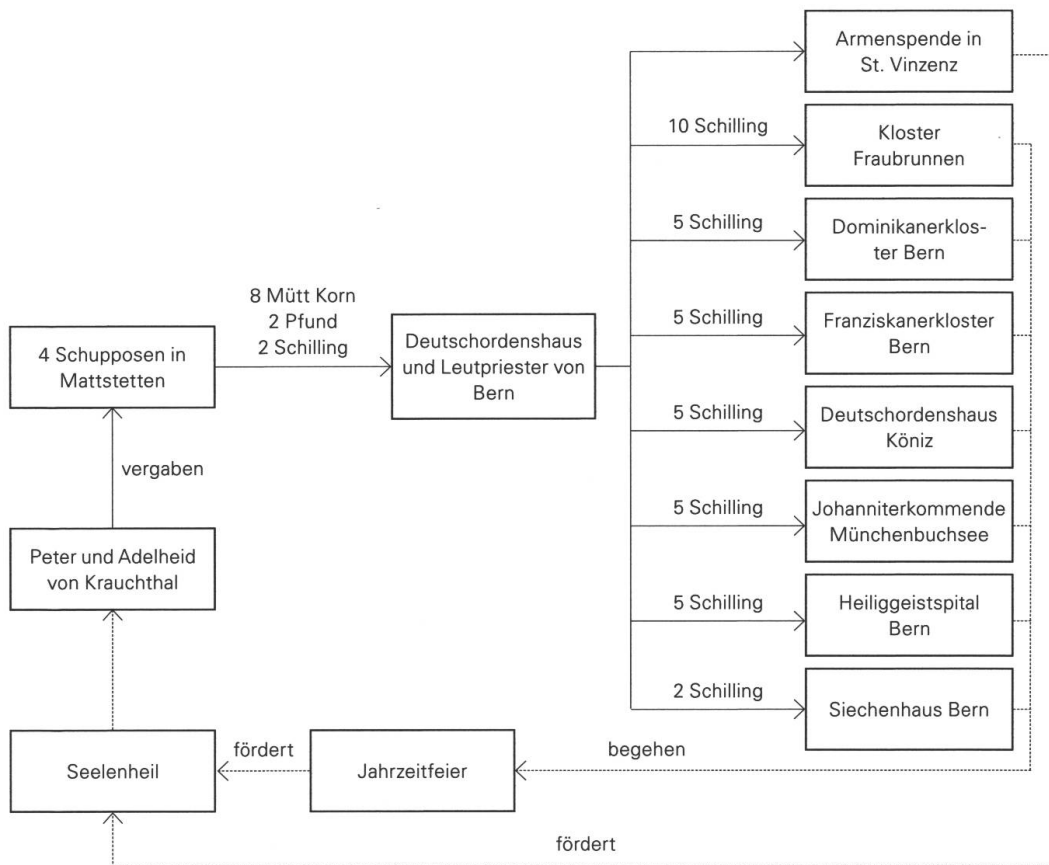 Armenspende in
St. Vinzenz
10 Schilling
Kloster
Fraubrunnen
5 Schilling
Dominikanerklos-
ter Bern
8 Mütt Korn
2 Pfund
2 Schilling
4 Schupposen in
Mattstetten
Deutschordenshaus
und Leutpriester von
Bern
5 Schilling
Franziskanerkloster
Bern
5 Schilling
Deutschordenshaus
Köniz
vergaben
5 Schilling
Johanniterkommende
Münchenbuchsee
Peter und Adelheid
von Krauchthal
5 Schilling
Heiliggeistspital
Bern
2 Schilling
Siechenhaus Bern
Seelenheil
fördert
Jahrzeitfeier
begehen
fördert